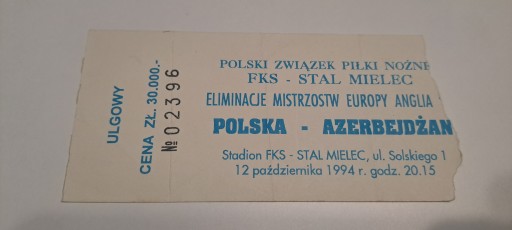 ULGOWY
CENA ZŁ. 30.000,-
№ 02396
POLSKI ZWIĄZEK PIŁKI NOŻNE
FKS - STAL MIELEC
ELIMINACJE MISTRZOSTW EUROPY ANGLIA
POLSKA - AZERBEJDŻAN
Stadion FKS - STAL MIELEC, ul. Solskiego 1
12 października 1994 r. godz. 20.15